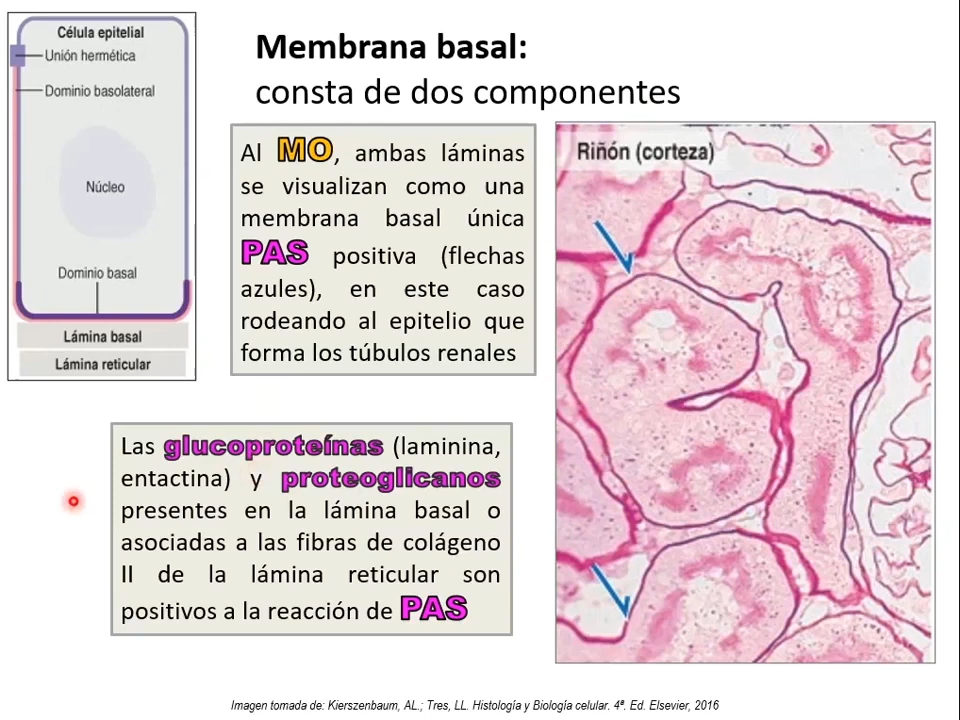 Célula epitelial
Unión hermética
Dominio basolateral
Núcleo
Dominio basal
Lámina basal
Lámina reticular
Membrana basal:
consta de dos componentes
Al MO, ambas láminas
se visualizan como una
membrana basal única
PAS positiva (flechas
azules), en este caso
rodeando al epitelio que
forma los túbulos renales
Riñón (corteza)
Las glucoproteínas (laminina,
entactina) y proteoglicanos
presentes en la lámina basal o
asociadas a las fibras de colágeno
II de la lámina reticular son
positivos a la reacción de PAS
Imagen tomada de: Kierszenbaum, AL.; Tres, LL. Histología y Biología celular. 4ª. Ed. Elsevier, 2016